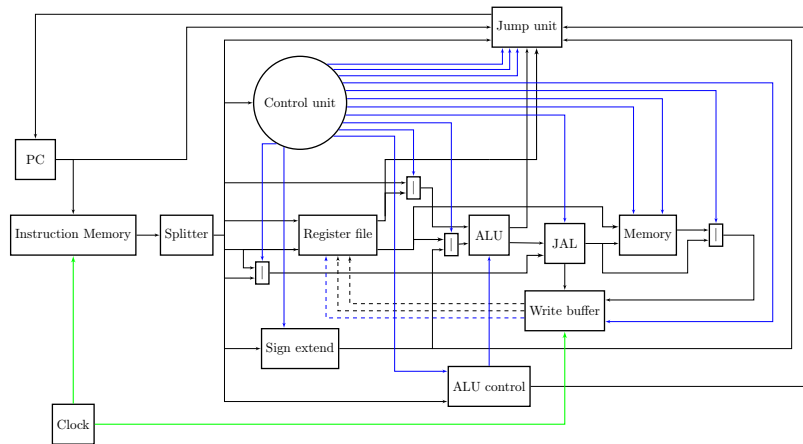 Jump unit
Control unit
PC
|
Instruction Memory
Splitter
Register file
ALU
JAL
Memory
|
|
|
Write buffer
Sign extend
ALU control
Clock